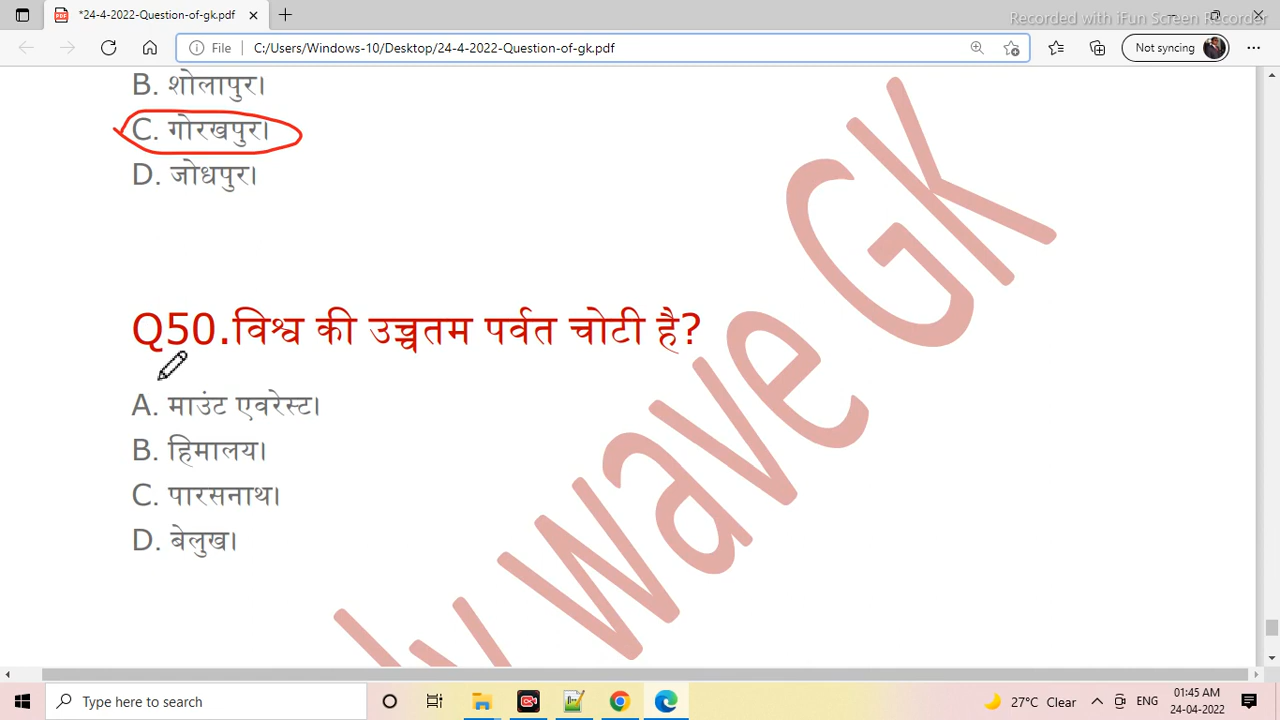 *24-4-2022-Question-of-gk.pdf
Recorded with iFun Screen Recorder
File C:/Users/Windows-10/Desktop/24-4-2022-Question-of-gk.pdf Not syncing
B. शोलापुर।
C. गोरखपुर।
D. जोधपुर।
Q50.विश्व की उच्चतम पर्वत चोटी है?
A. माउंट एवरेस्ट।
B. हिमालय।
C. पारसनाथ।
D. बेलुख।
wave GK
Type here to search
27°C Clear
ENG
01:45 AM
24-04-2022